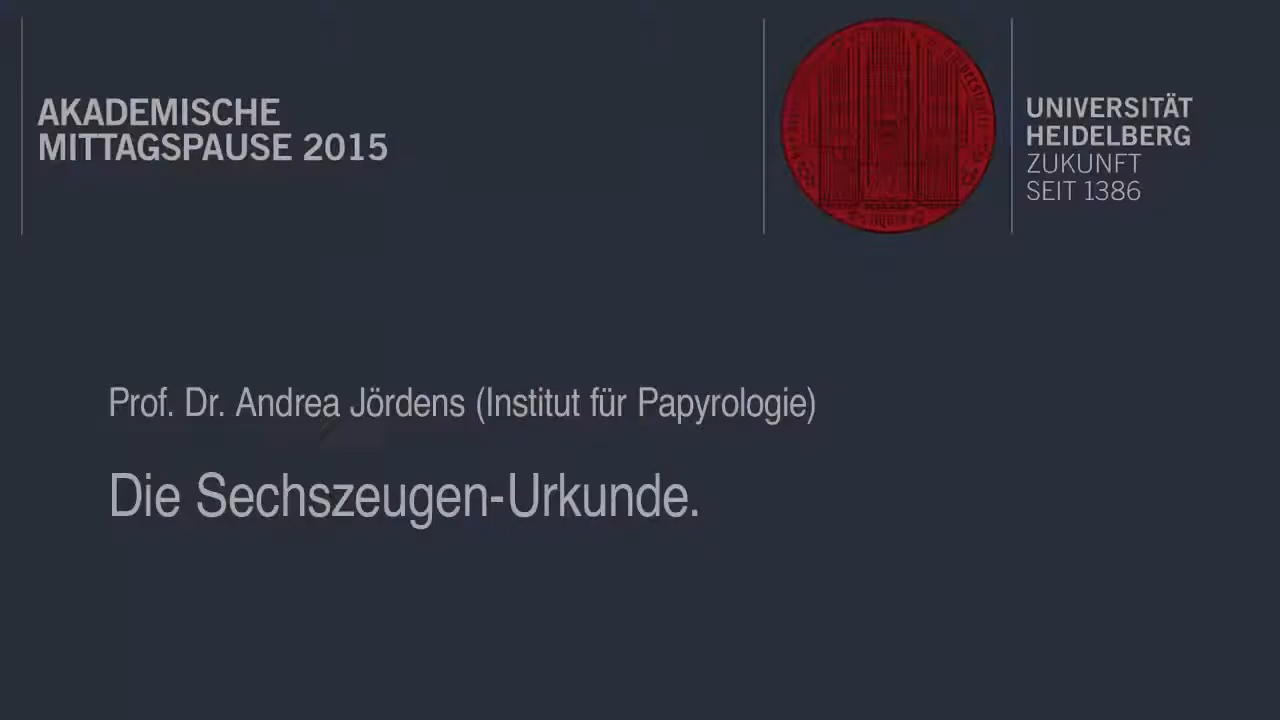 AKADEMISCHE
MITTAGSPAUSE 2015
UNIVERSITÄT
HEIDELBERG
ZUKUNFT
SEIT 1386
Prof. Dr. Andrea Jördens (Institut für Papyrologie)
Die Sechszeugen-Urkunde.